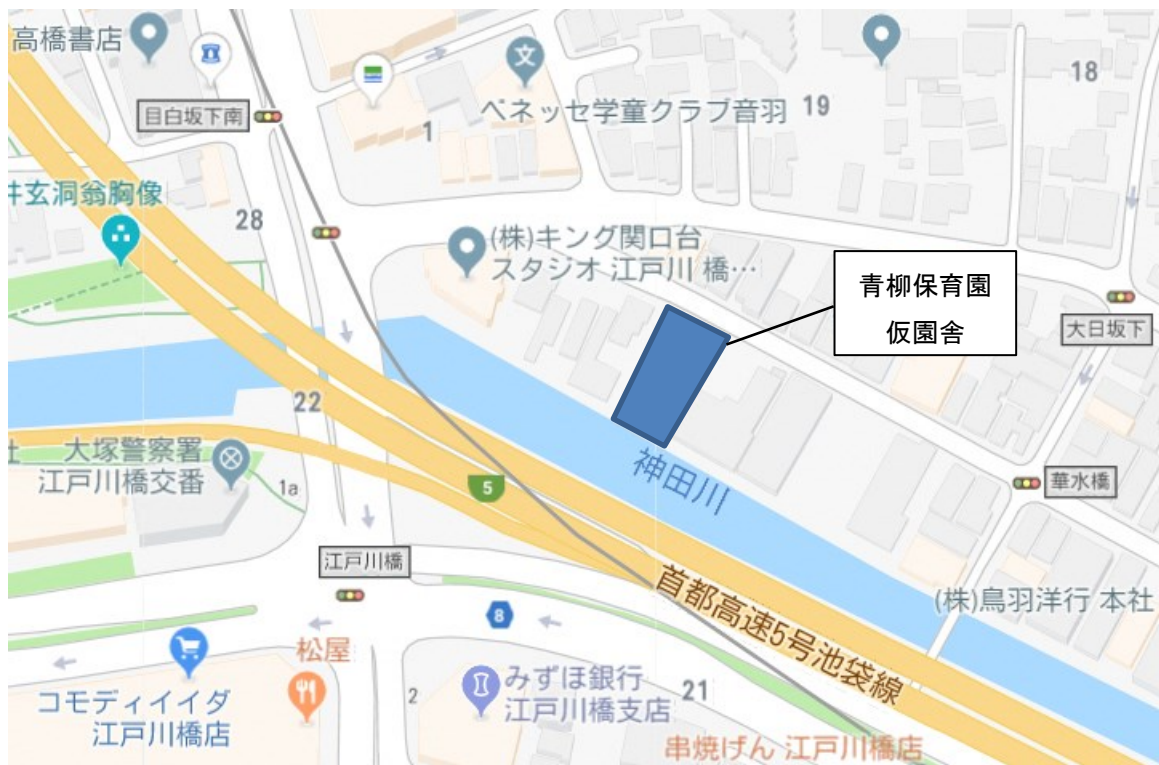 高橋書店
目白坂下南
ベネッセ学童クラブ音羽
19
18
1
井玄洞翁胸像
28
(株)キング関口台
スタジオ 江戸川 橋…
青柳保育園
仮園舎
大日坂下
22
大塚警察署
江戸川橋交番
1a
5
神田川
華水橋
江戸川橋
8
首都高速5号池袋線
(株)鳥羽洋行 本社
松屋
コモディイイダ
江戸川橋店
2
みずほ銀行
江戸川橋支店
21
串焼げん 江戸川橋店